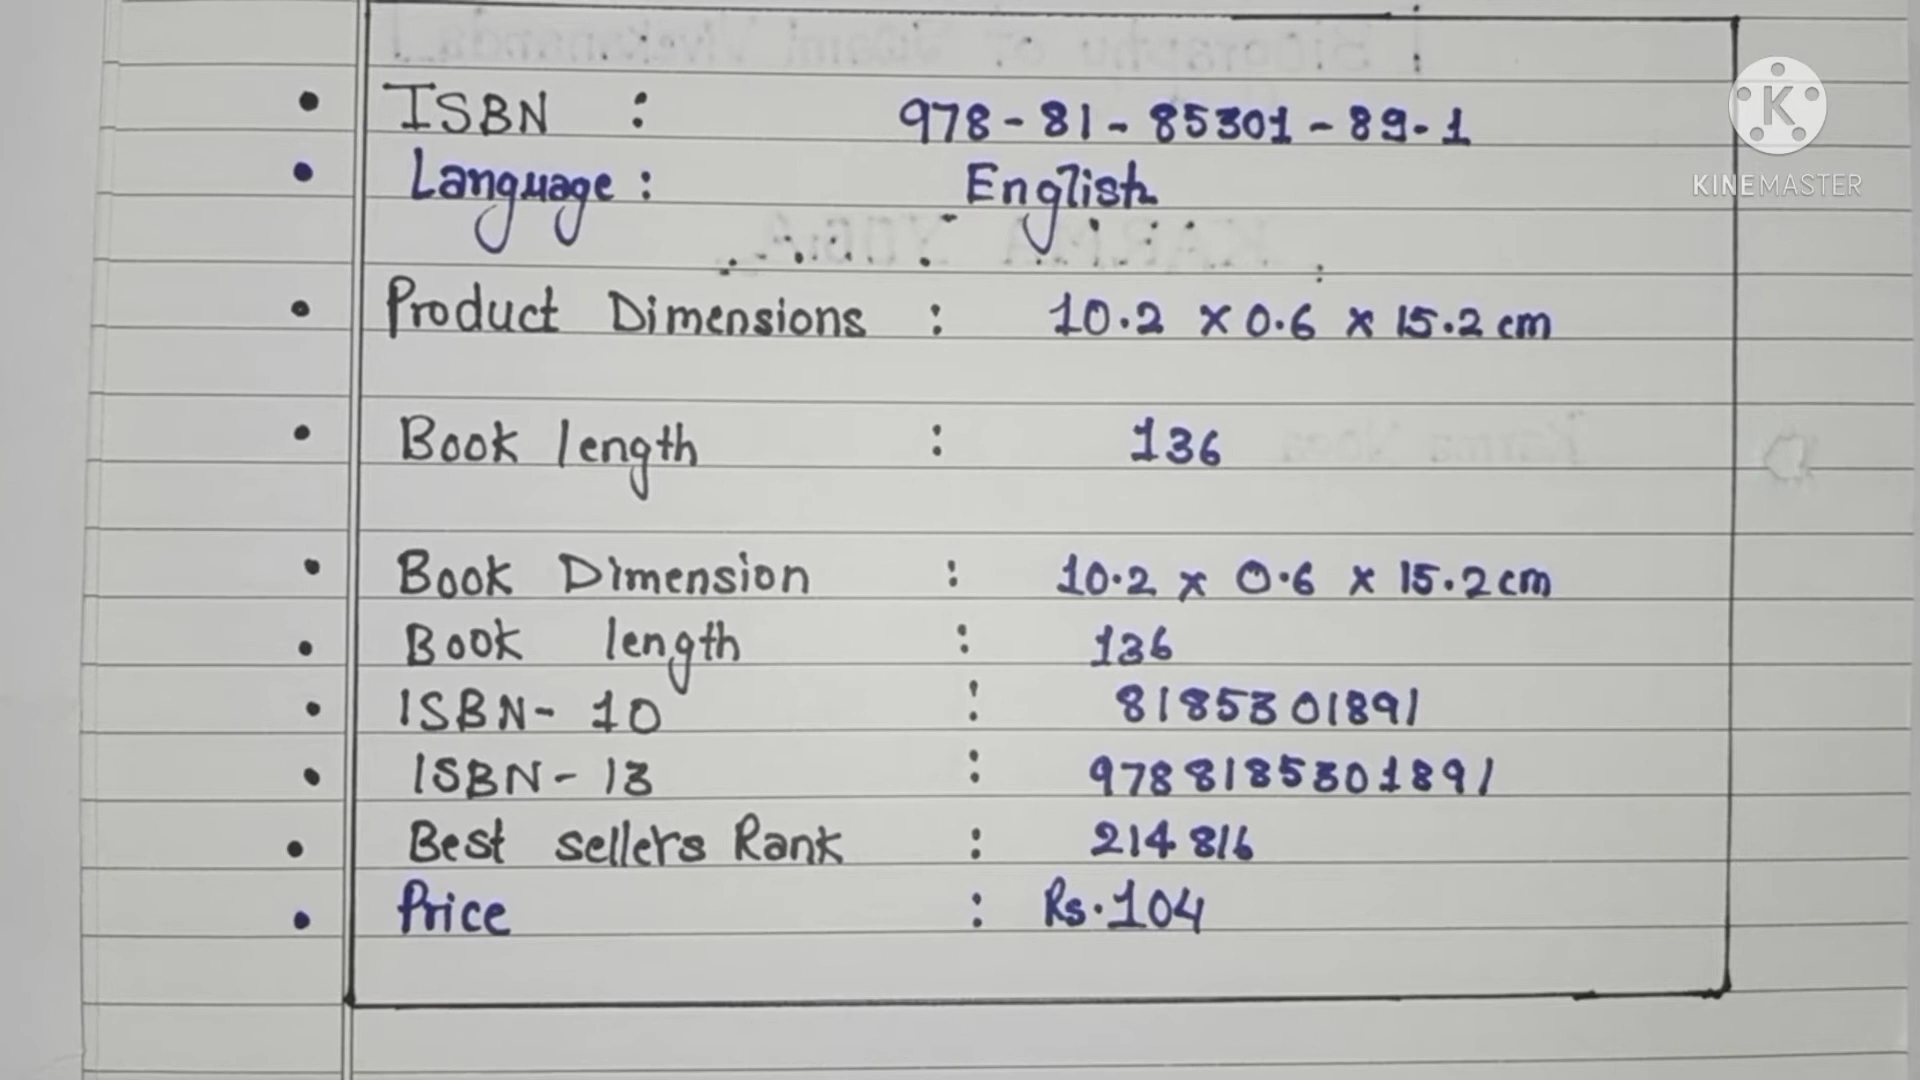 • ISBN : 978-81-85301-89-1
• Language : English
• Product Dimensions : 10.2 x 0.6 x 15.2 cm
• Book length : 136
• Book Dimension : 10.2 x 0.6 x 15.2 cm
• Book length : 136
• ISBN-10 : 8185301891
• ISBN-13 : 9788185301891
• Best sellers Rank : 214816
• Price : Rs.104
K
KINEMASTER